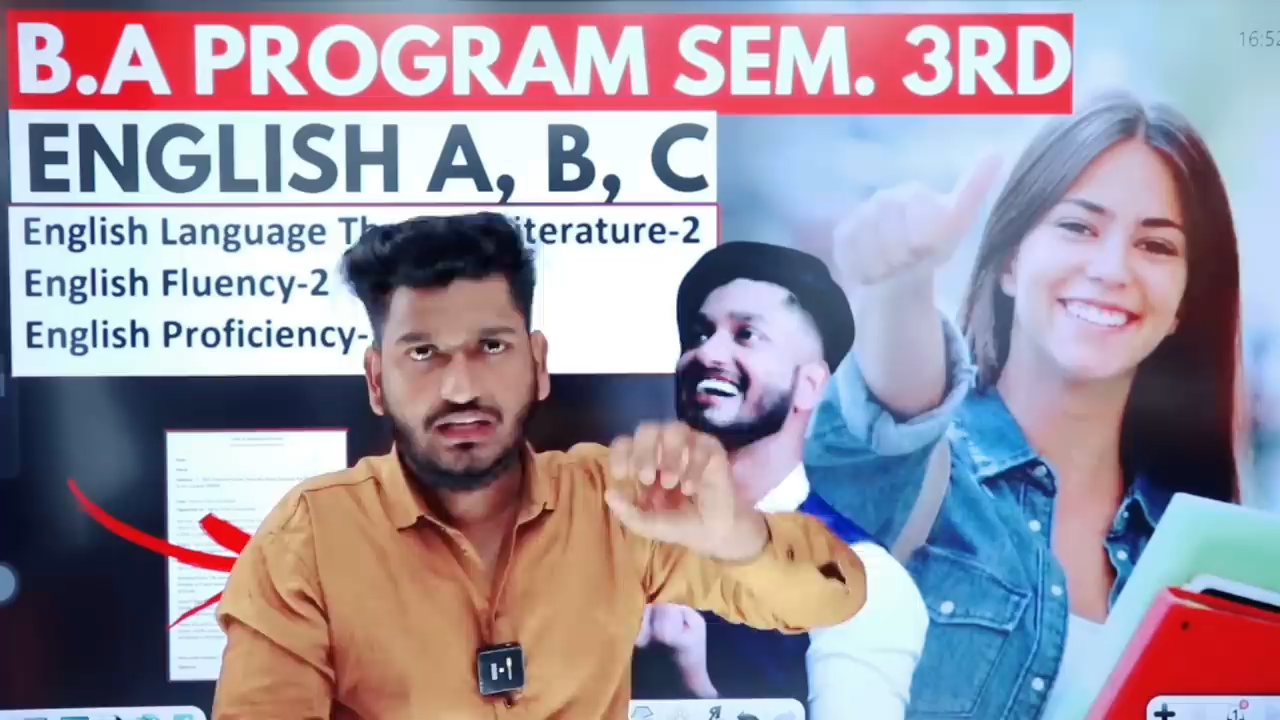 B.A PROGRAM SEM. 3RD
16:52
ENGLISH A, B, C
English Language Th iterature-2
English Fluency-2
English Proficiency-